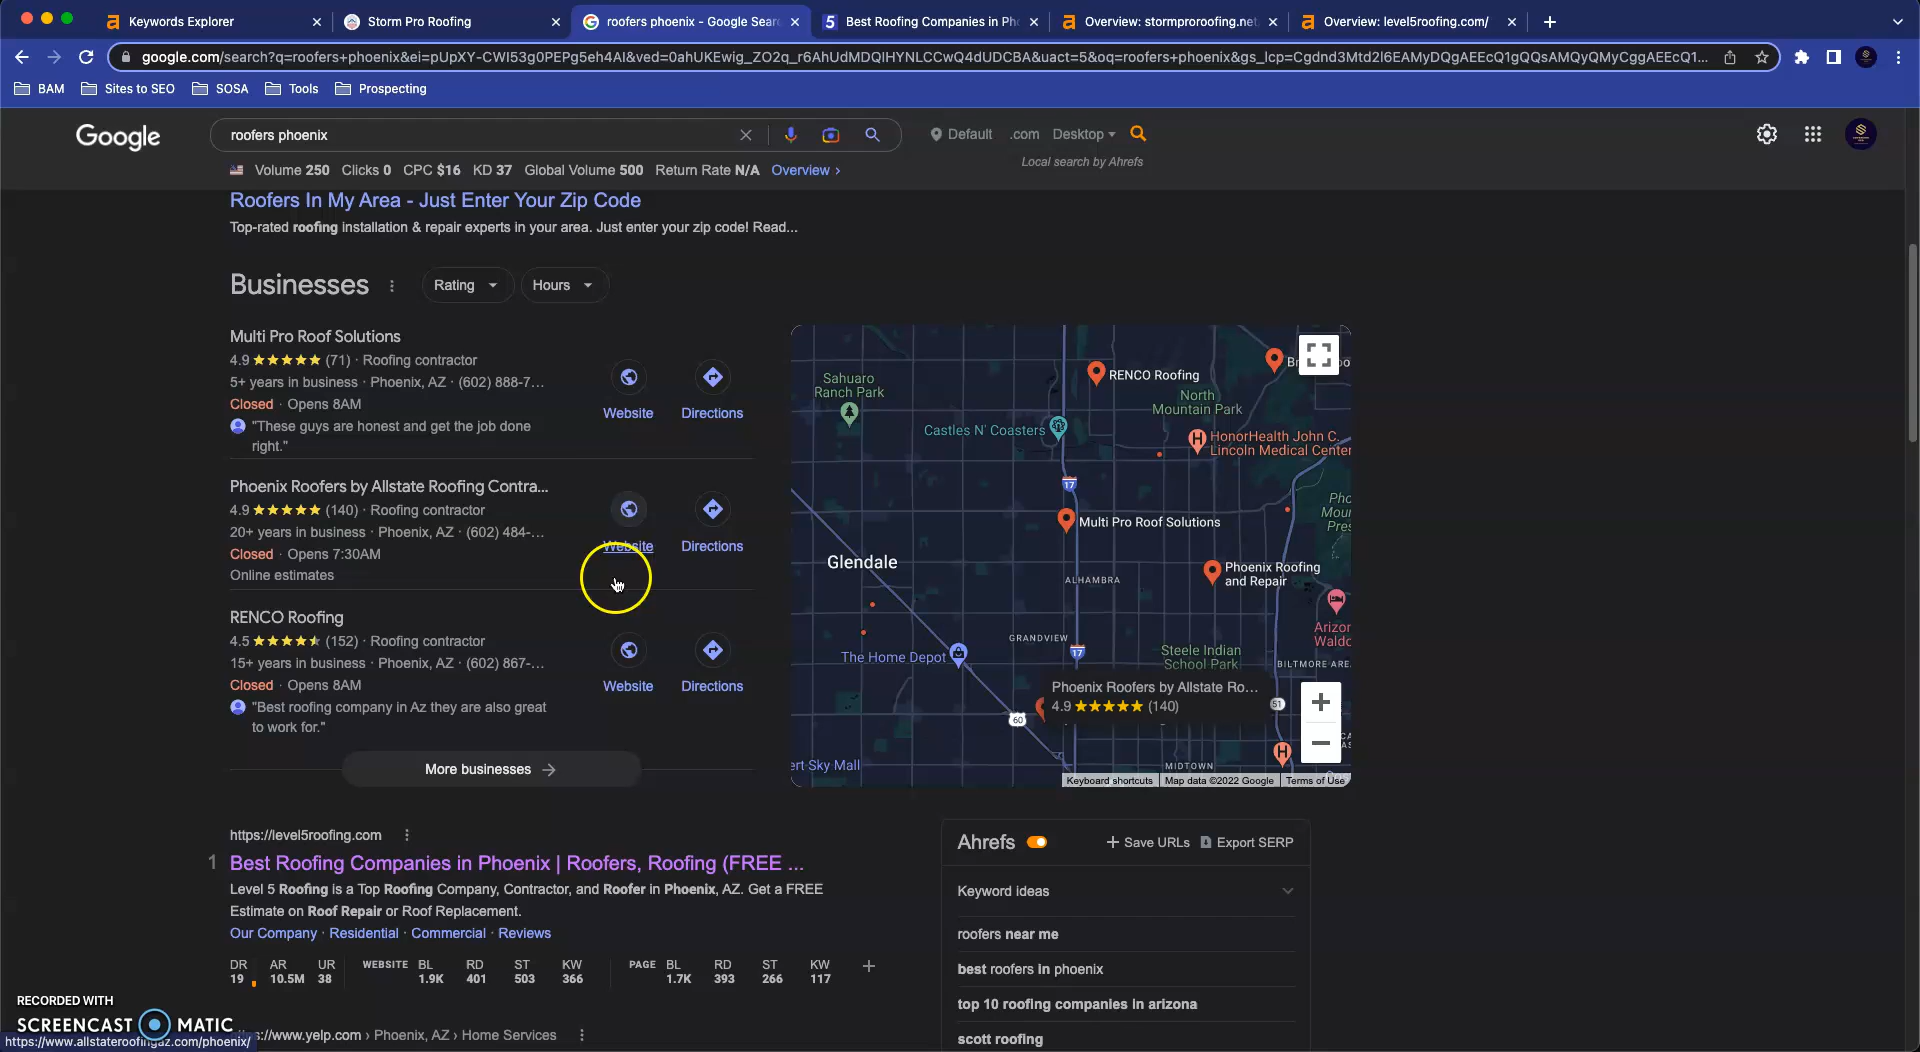 Keywords Explorer
Storm Pro Roofing
roofers phoenix - Google Sear
Best Roofing Companies in Ph
Overview: stormproroofing.net
Overview: level5roofing.com/
google.com/search?q=roofers+phoenix&ei=pUpXY-CWI53g0PEPg5eh4AI&ved=0ahUKEwig_ZO2q_r6AhUdMDQIHYNLCCwQ4dUDCBA&uact=5&oq=roofers+phoenix&gs_lcp=Cgdnd3Mtd2l6EAMyDQgAEEcQ1gQQsAMQyQMyCggAEEcQ1...
BAM Sites to SEO SOSA Tools Prospecting
Google
roofers phoenix
Default .com Desktop
Local search by Ahrefs
Volume 250 Clicks 0 CPC $16 KD 37 Global Volume 500 Return Rate N/A Overview ›
Roofers In My Area - Just Enter Your Zip Code
Top-rated roofing installation & repair experts in your area. Just enter your zip code! Read...
Businesses
Rating
Hours
Multi Pro Roof Solutions
4.9 ★★★★★ (71) · Roofing contractor
5+ years in business · Phoenix, AZ · (602) 888-7...
Closed · Opens 8AM
"These guys are honest and get the job done
right."
Website
Directions
Phoenix Roofers by Allstate Roofing Contra...
4.9 ★★★★★ (140) · Roofing contractor
20+ years in business · Phoenix, AZ · (602) 484-...
Closed · Opens 7:30AM
Online estimates
Website
Directions
RENCO Roofing
4.5 ★★★★★ (152) · Roofing contractor
15+ years in business · Phoenix, AZ · (602) 867-...
Closed · Opens 8AM
"Best roofing company in Az they are also great
to work for."
Website
Directions
More businesses →
Sahuaro
Ranch Park
RENCO Roofing
North
Mountain Park
Castles N' Coasters
HonorHealth John C.
Lincoln Medical Center
17
Pho
Mour
Pres
Multi Pro Roof Solutions
Glendale
ALHAMBRA
Phoenix Roofing
and Repair
Arizor
Waldo
GRANDVIEW
The Home Depot
17
Steele Indian
School Park
BILTMORE ARE
Phoenix Roofers by Allstate Ro...
4.9 ★★★★★ (140)
51
60
ert Sky Mall
MIDTOWN
Keyboard shortcuts
Map data ©2022 Google
Terms of Use
https://level5roofing.com
1 Best Roofing Companies in Phoenix | Roofers, Roofing (FREE ...
Level 5 Roofing is a Top Roofing Company, Contractor, and Roofer in Phoenix, AZ. Get a FREE
Estimate on Roof Repair or Roof Replacement.
Our Company · Residential · Commercial · Reviews
DR AR UR WEBSITE BL RD ST KW PAGE BL RD ST KW
19 10.5M 38 1.9K 401 503 366 1.7K 393 266 117
Ahrefs
+ Save URLs
Export SERP
Keyword ideas
roofers near me
best roofers in phoenix
top 10 roofing companies in arizona
scott roofing
RECORDED WITH
SCREENCAST MATIC
://www.yelp.com › Phoenix, AZ › Home Services
https://www.allstateroofingaz.com/phoenix/